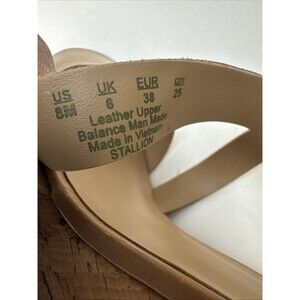 US UK EUR cm
8M 6 38 25
Leather Upper
Balance Man Made
Made in Vietnam
STALLION